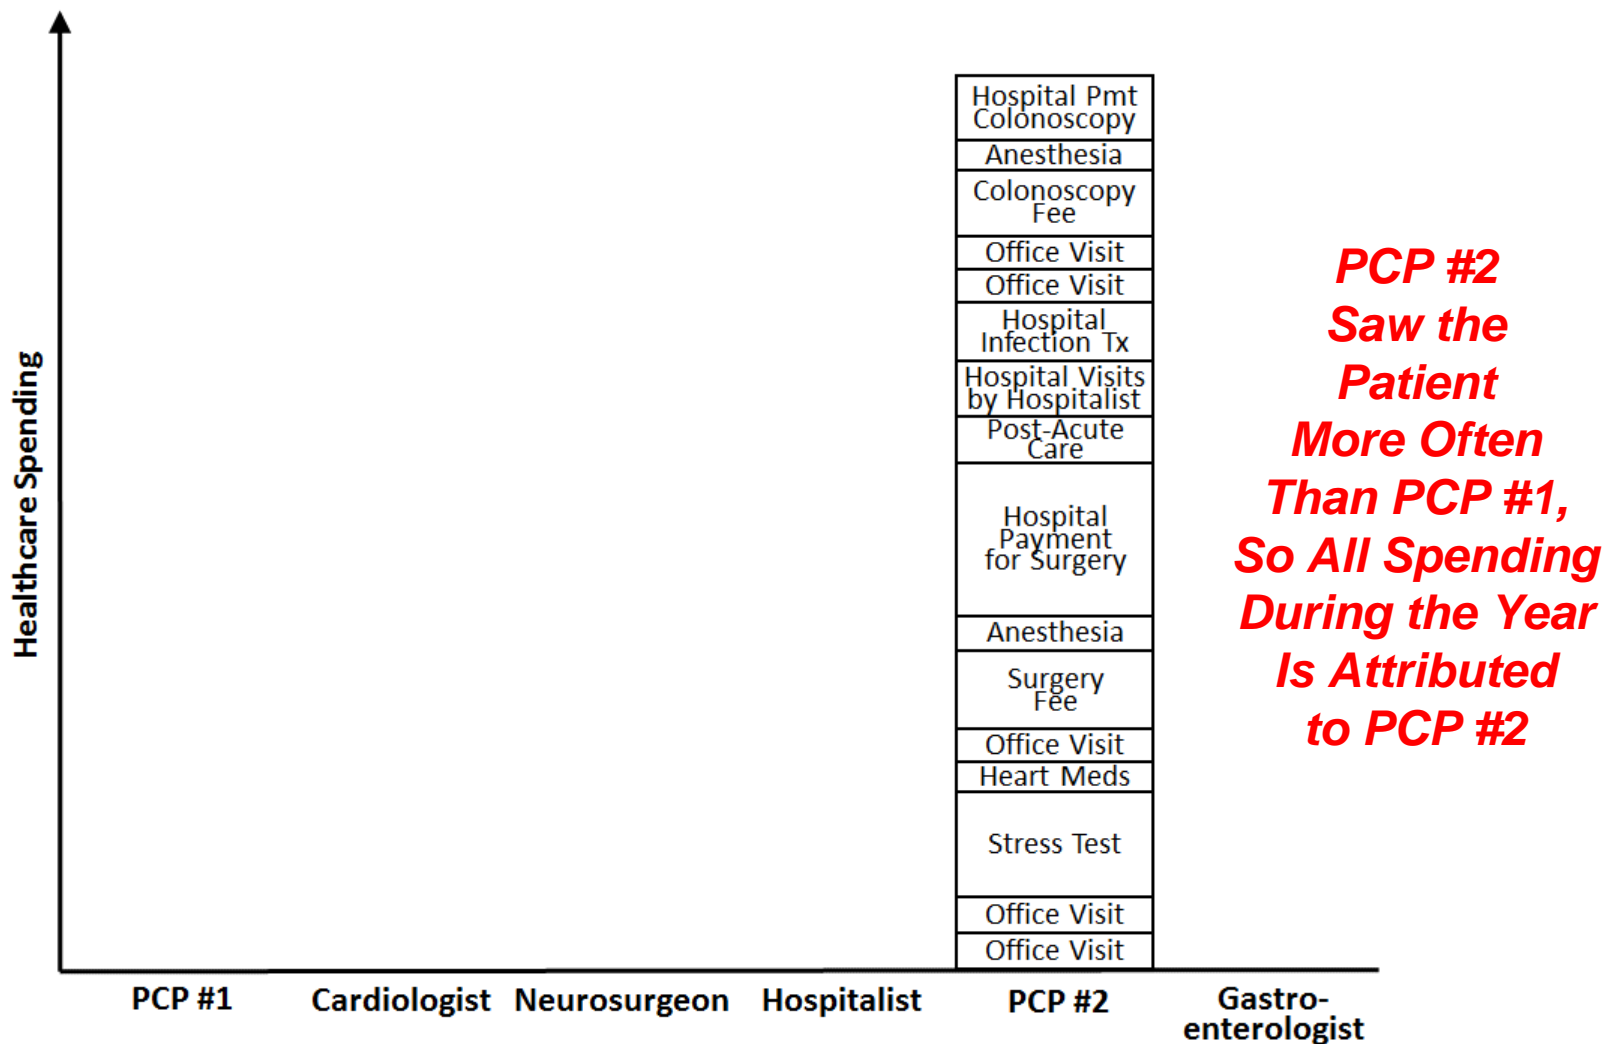 Healthcare Spending
Hospital Pmt
Colonoscopy
Anesthesia
Colonoscopy
Fee
Office Visit
Office Visit
Hospital
Infection Tx
Hospital Visits
by Hospitalist
Post-Acute
Care
Hospital
Payment
for Surgery
Anesthesia
Surgery
Fee
Office Visit
Heart Meds
Stress Test
Office Visit
Office Visit
PCP #2
Saw the
Patient
More Often
Than PCP #1,
So All Spending
During the Year
Is Attributed
to PCP #2
PCP #1
Cardiologist
Neurosurgeon
Hospitalist
PCP #2
Gastro-
enterologist